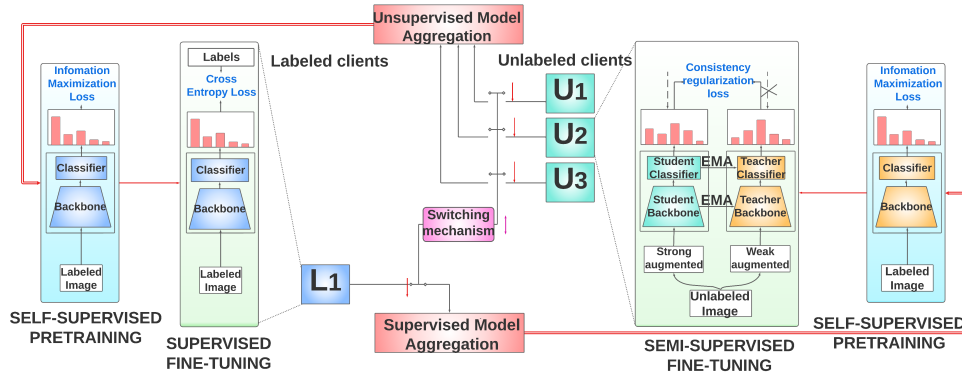 Unsupervised Model
Aggregation
Labeled clients
Unlabeled clients
Infomation
Maximization
Loss
Classifier
Backbone
Labeled
Image
SELF-SUPERVISED
PRETRAINING
Labels
Cross
Entropy Loss
Classifier
Backbone
Labeled
Image
SUPERVISED
FINE-TUNING
U1
U2
U3
Switching
mechanism
L1
Supervised Model
Aggregation
Consistency
regularization
loss
Student
Classifier
EMA
Teacher
Classifier
Student
Backbone
EMA
Teacher
Backbone
Strong
augmented
Weak
augmented
Unlabeled
Image
SEMI-SUPERVISED
FINE-TUNING
Infomation
Maximization
Loss
Classifier
Backbone
Labeled
Image
SELF-SUPERVISED
PRETRAINING